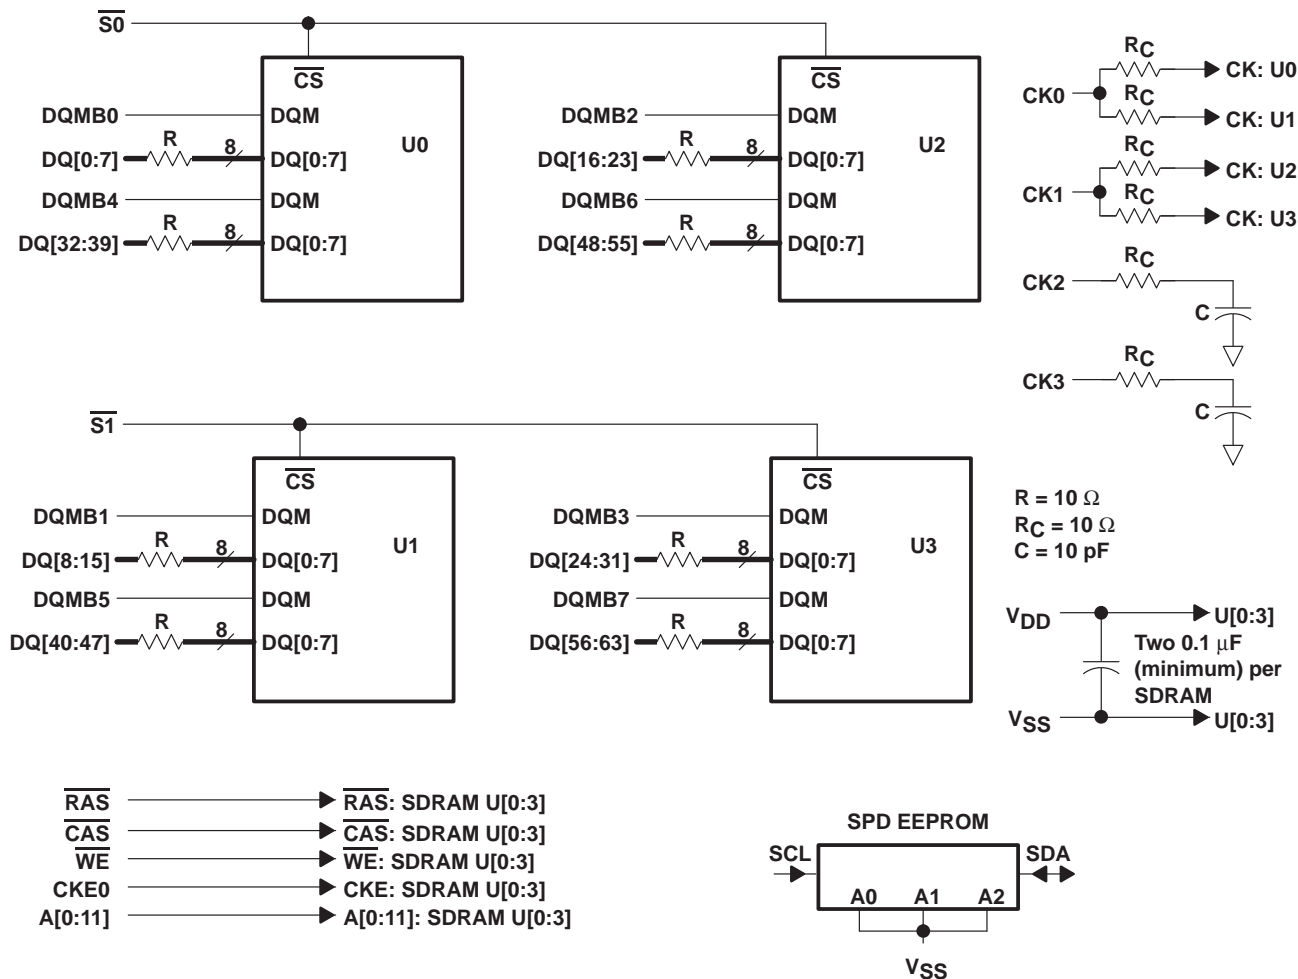 S0
CS
DQMB0 DQM
R 8 U0
DQ[0:7] DQ[0:7]
DQMB4 DQM
R 8
DQ[32:39] DQ[0:7]
CS
DQMB2 DQM
R 8 U2
DQ[16:23] DQ[0:7]
DQMB6 DQM
R 8
DQ[48:55] DQ[0:7]
RC CK: U0
CK0
RC CK: U1
RC CK: U2
CK1
RC CK: U3
CK2 RC
C
CK3 RC
C
S1
CS
DQMB1 DQM
R 8 U1
DQ[8:15] DQ[0:7]
DQMB5 DQM
R 8
DQ[40:47] DQ[0:7]
CS
DQMB3 DQM
R 8 U3
DQ[24:31] DQ[0:7]
DQMB7 DQM
R 8
DQ[56:63] DQ[0:7]
R = 10 Ω
RC = 10 Ω
C = 10 pF
VDD U[0:3]
Two 0.1 μF
(minimum) per
SDRAM
VSS U[0:3]
RAS RAS: SDRAM U[0:3]
CAS CAS: SDRAM U[0:3]
WE WE: SDRAM U[0:3]
CKE0 CKE: SDRAM U[0:3]
A[0:11] A[0:11]: SDRAM U[0:3]
SPD EEPROM
SCL SDA
A0 A1 A2
VSS